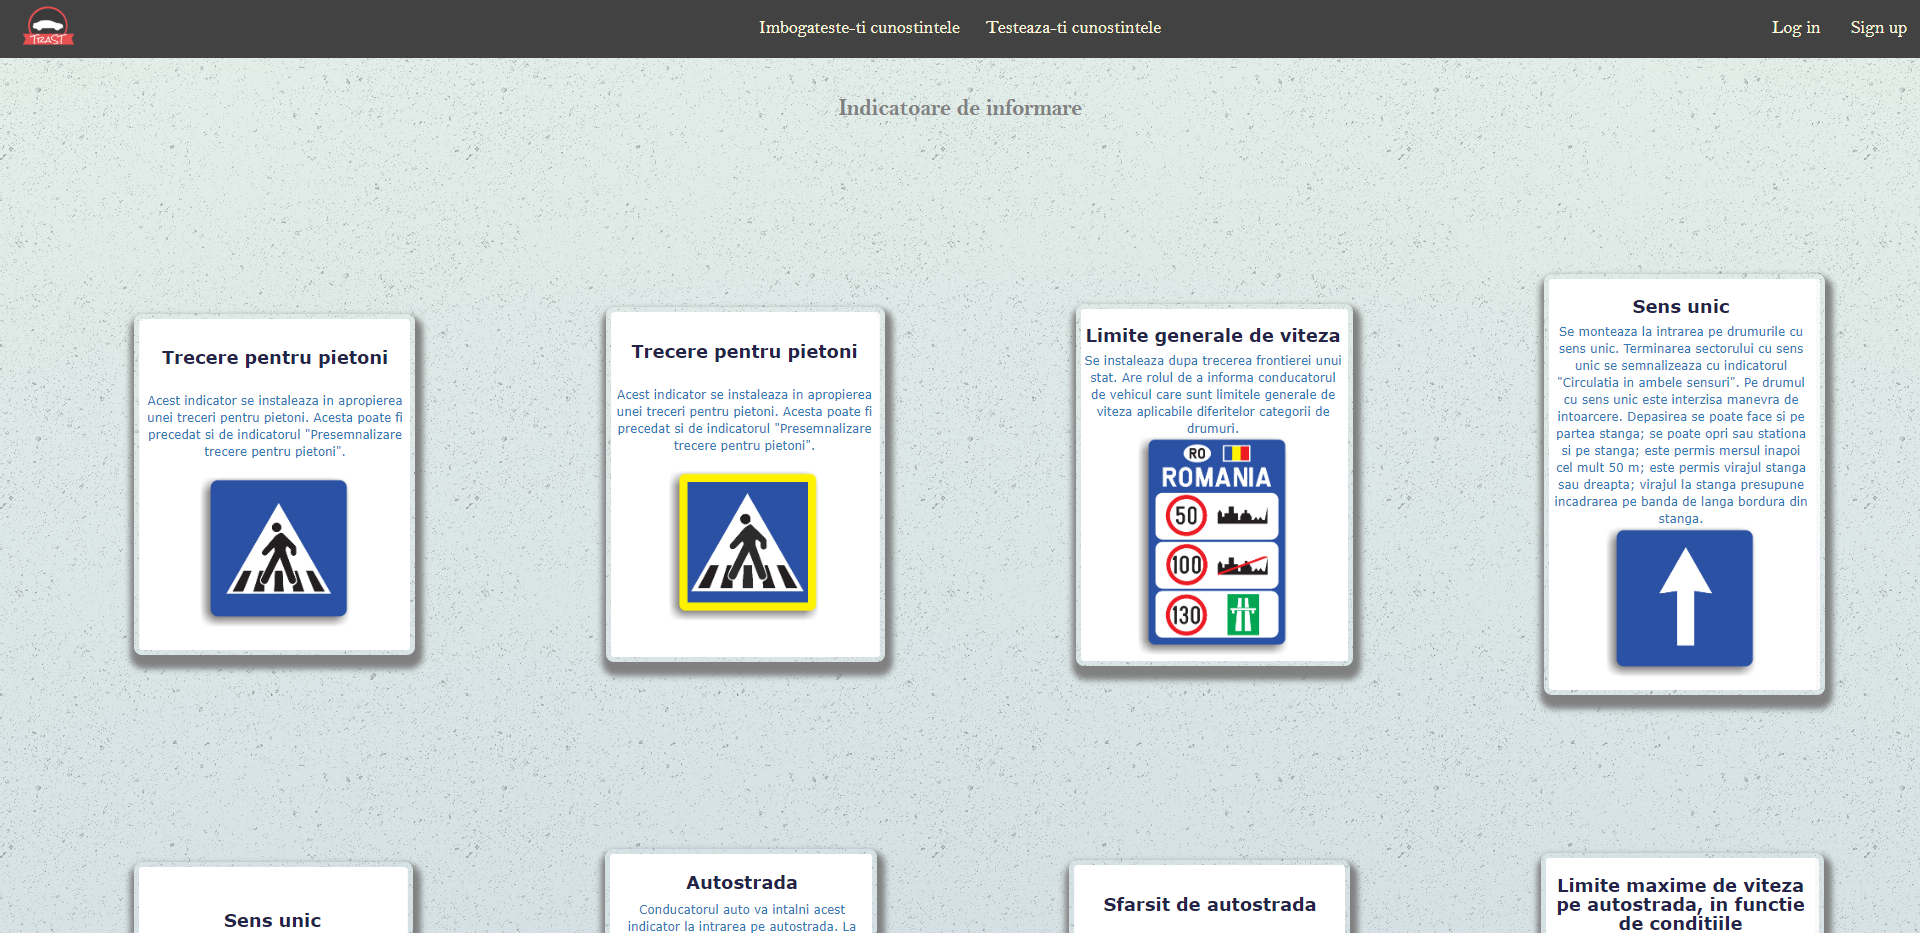 TRAST
Imbogateste-ti cunostintele
Testeaza-ti cunostintele
Log in
Sign up
Indicatoare de informare
Trecere pentru pietoni
Acest indicator se instaleaza in apropierea
unei treceri pentru pietoni. Acesta poate fi
precedat si de indicatorul "Presemnalizare
trecere pentru pietoni".
Trecere pentru pietoni
Acest indicator se instaleaza in apropierea
unei treceri pentru pietoni. Acesta poate fi
precedat si de indicatorul "Presemnalizare
trecere pentru pietoni".
Limite generale de viteza
Se instaleaza dupa trecerea frontierei unui
stat. Are rolul de a informa conducatorul
de vehicul care sunt limitele generale de
viteza aplicabile diferitelor categorii de
drumuri.
RO
ROMANIA
50
100
130
Sens unic
Se monteaza la intrarea pe drumurile cu
sens unic. Terminarea sectorului cu sens
unic se semnalizeaza cu indicatorul
"Circulatia in ambele sensuri". Pe drumul
cu sens unic este interzisa manevra de
intoarcere. Depasirea se poate face si pe
partea stanga; se poate opri sau stationa
si pe stanga; este permis mersul inapoi
cel mult 50 m; este permis virajul stanga
sau dreapta; virajul la stanga presupune
incadrarea pe banda de langa bordura din
stanga.
Sens unic
Autostrada
Conducatorul auto va intalni acest
indicator la intrarea pe autostrada. La
Sfarsit de autostrada
Limite maxime de viteza
pe autostrada, in functie
de conditiile